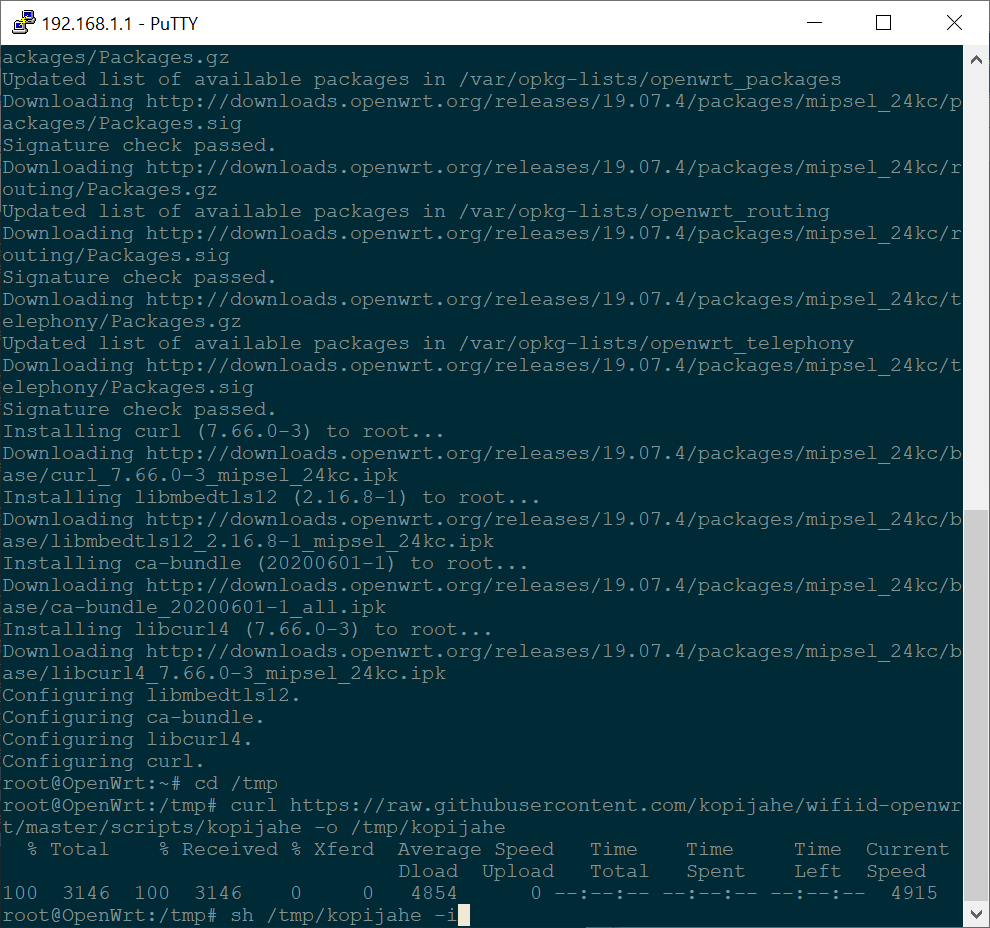 192.168.1.1 - PuTTY
ackages/Packages.gz
Updated list of available packages in /var/opkg-lists/openwrt_packages
Downloading http://downloads.openwrt.org/releases/19.07.4/packages/mipsel_24kc/p
ackages/Packages.sig
Signature check passed.
Downloading http://downloads.openwrt.org/releases/19.07.4/packages/mipsel_24kc/r
outing/Packages.gz
Updated list of available packages in /var/opkg-lists/openwrt_routing
Downloading http://downloads.openwrt.org/releases/19.07.4/packages/mipsel_24kc/r
outing/Packages.sig
Signature check passed.
Downloading http://downloads.openwrt.org/releases/19.07.4/packages/mipsel_24kc/t
elephony/Packages.gz
Updated list of available packages in /var/opkg-lists/openwrt_telephony
Downloading http://downloads.openwrt.org/releases/19.07.4/packages/mipsel_24kc/t
elephony/Packages.sig
Signature check passed.
Installing curl (7.66.0-3) to root...
Downloading http://downloads.openwrt.org/releases/19.07.4/packages/mipsel_24kc/b
ase/curl_7.66.0-3_mipsel_24kc.ipk
Installing libmbedtls12 (2.16.8-1) to root...
Downloading http://downloads.openwrt.org/releases/19.07.4/packages/mipsel_24kc/b
ase/libmbedtls12_2.16.8-1_mipsel_24kc.ipk
Installing ca-bundle (20200601-1) to root...
Downloading http://downloads.openwrt.org/releases/19.07.4/packages/mipsel_24kc/b
ase/ca-bundle_20200601-1_all.ipk
Installing libcurl4 (7.66.0-3) to root...
Downloading http://downloads.openwrt.org/releases/19.07.4/packages/mipsel_24kc/b
ase/libcurl4_7.66.0-3_mipsel_24kc.ipk
Configuring libmbedtls12.
Configuring ca-bundle.
Configuring libcurl4.
Configuring curl.
root@OpenWrt:~# cd /tmp
root@OpenWrt:/tmp# curl https://raw.githubusercontent.com/kopijahe/wifiid-openwr
t/master/scripts/kopijahe -o /tmp/kopijahe
  % Total    % Received % Xferd  Average Speed   Time    Time     Time  Current
                                 Dload  Upload   Total   Spent    Left  Speed
100  3146  100  3146    0     0   4854      0 --:--:-- --:--:-- --:--:--  4915
root@OpenWrt:/tmp# sh /tmp/kopijahe -i